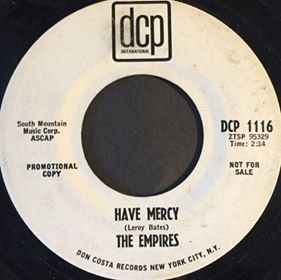 dcp
INTERNATIONAL
South Mountain
Music Corp.
ASCAP
DCP 1116
ZTSP 95329
Time: 2:14
PROMOTIONAL
COPY
NOT FOR
SALE
HAVE MERCY
(Leroy Bates)
THE EMPIRES
DON COSTA RECORDS NEW YORK CITY, N.Y.